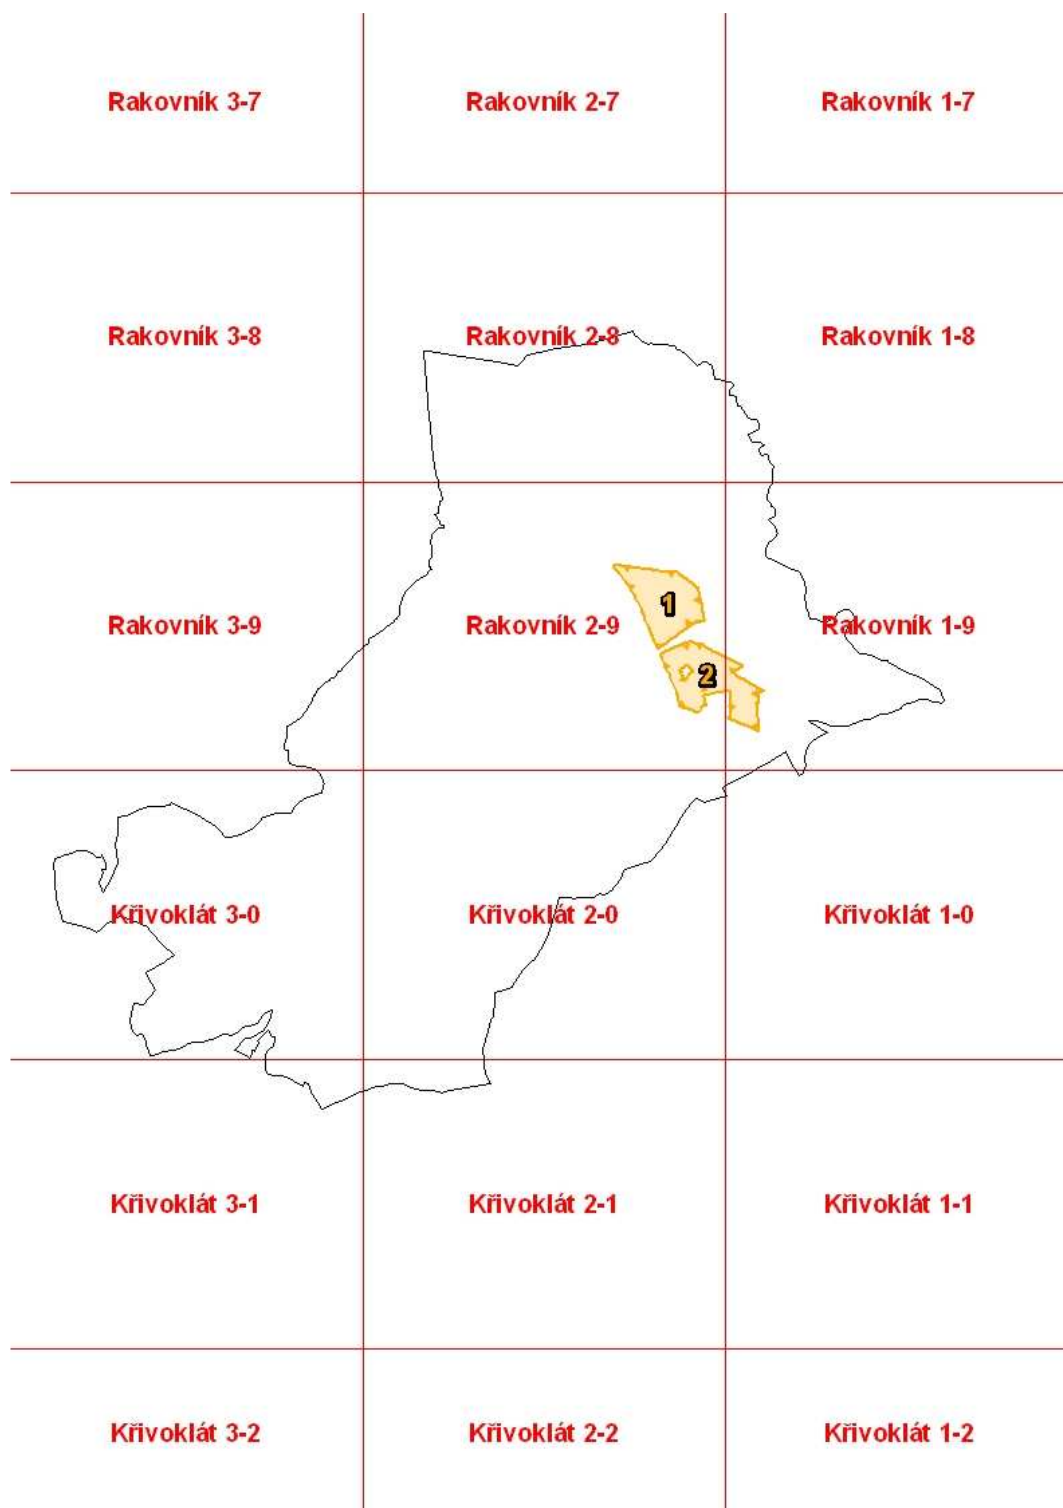 Rakovník 3-7
Rakovník 2-7
Rakovník 1-7
Rakovník 3-8
Rakovník 2-8
Rakovník 1-8
1
Rakovník 3-9
Rakovník 2-9
Rakovník 1-9
2
Křivoklát 3-0
Křivoklát 2-0
Křivoklát 1-0
Křivoklát 3-1
Křivoklát 2-1
Křivoklát 1-1
Křivoklát 3-2
Křivoklát 2-2
Křivoklát 1-2